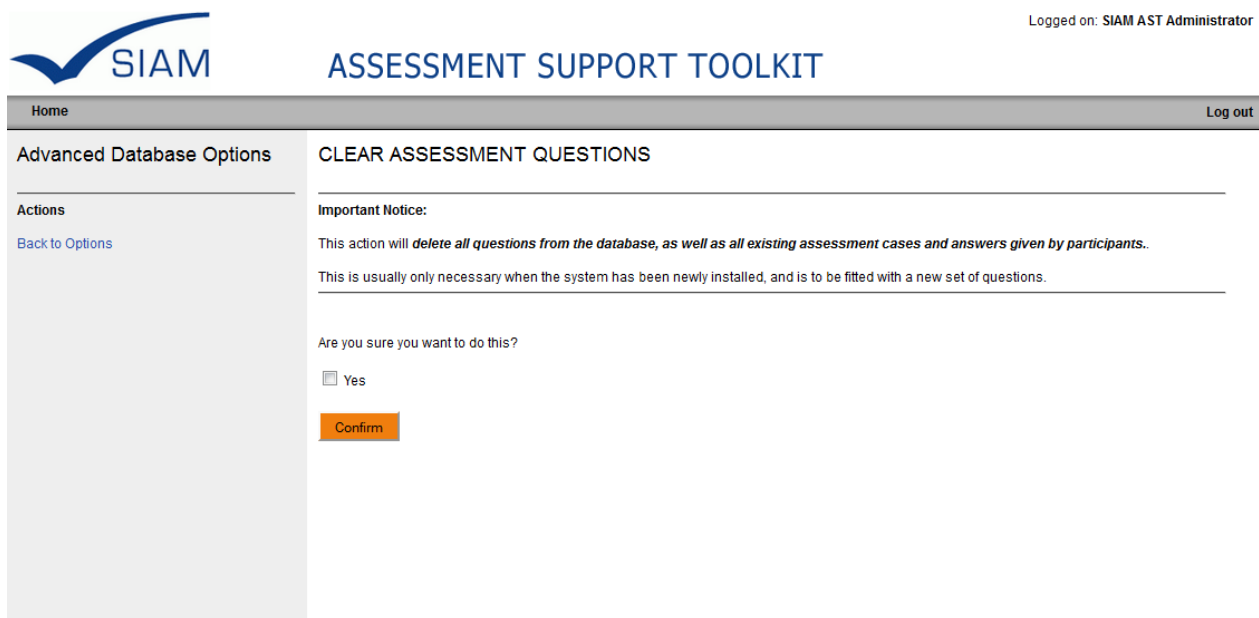 Logged on: SIAM AST Administrator
SIAM
ASSESSMENT SUPPORT TOOLKIT
Home
Log out
Advanced Database Options
CLEAR ASSESSMENT QUESTIONS
Actions
Important Notice:
Back to Options
This action will delete all questions from the database, as well as all existing assessment cases and answers given by participants..
This is usually only necessary when the system has been newly installed, and is to be fitted with a new set of questions.
Are you sure you want to do this?
Yes
Confirm